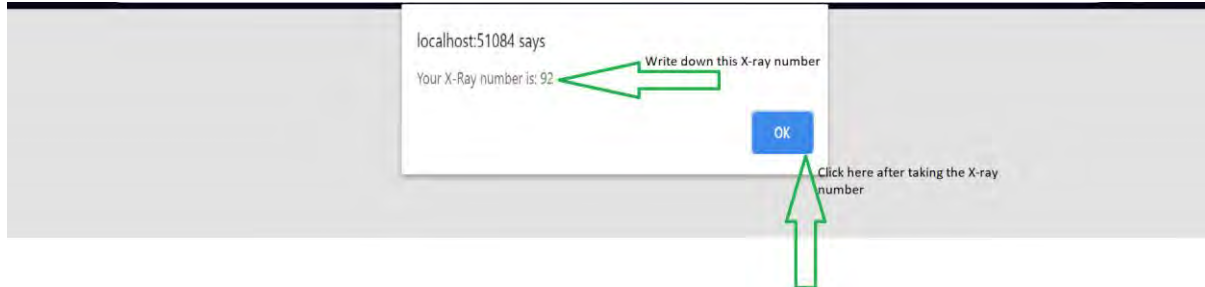 localhost:51084 says
Write down this X-ray number
Your X-Ray number is: 92
OK
Click here after taking the X-ray
number